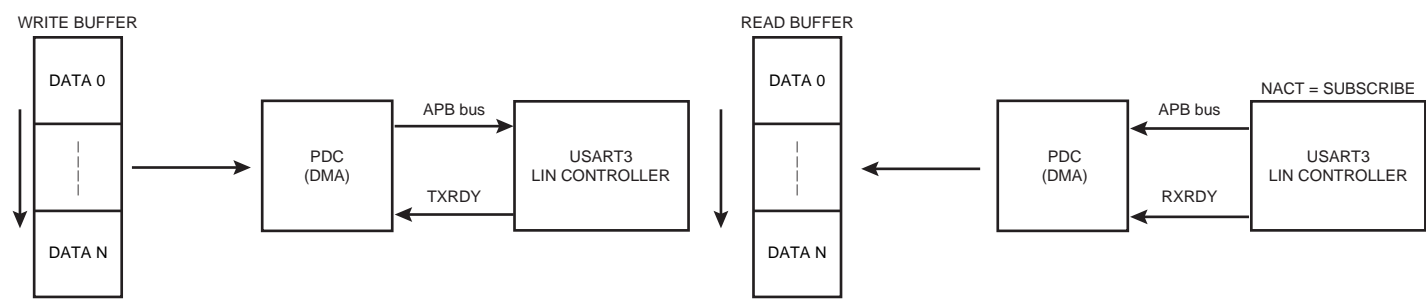 WRITE BUFFER
DATA 0
DATA N
PDC
(DMA)
APB bus
TXRDY
USART3
LIN CONTROLLER
READ BUFFER
DATA 0
DATA N
PDC
(DMA)
APB bus
RXRDY
NACT = SUBSCRIBE
USART3
LIN CONTROLLER